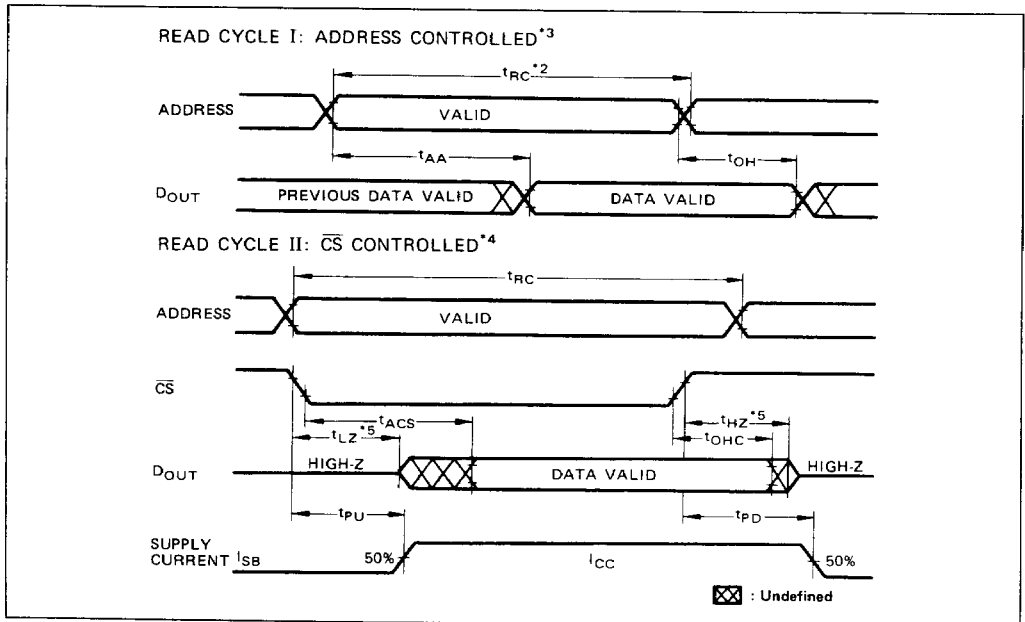 READ CYCLE I: ADDRESS CONTROLLED*3
tRC*2
ADDRESS
VALID
tAA
tOH
DOUT
PREVIOUS DATA VALID
DATA VALID
READ CYCLE II: C̅S̅ CONTROLLED*4
tRC
ADDRESS
VALID
C̅S̅
tACS
tHZ*5
tLZ*5
tOHC
HIGH-Z
DOUT
DATA VALID
HIGH-Z
tPU
tPD
SUPPLY
CURRENT ISB
50%
ICC
50%
: Undefined